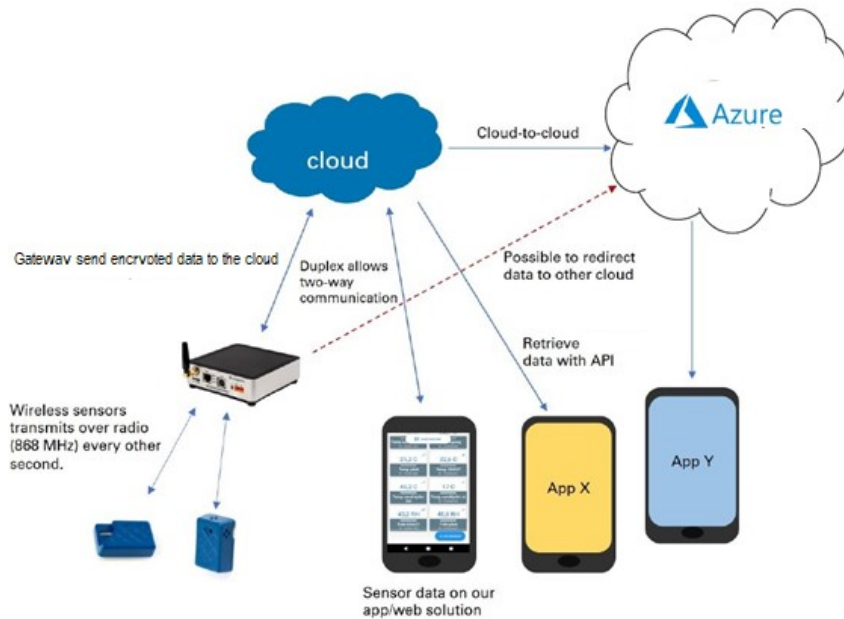 Azure
cloud
Cloud-to-cloud
Gateway send encrypted data to the cloud
Duplex allows
two-way
communication
Possible to redirect
data to other cloud
Retrieve
data with API
Wireless sensors
transmits over radio
(868 MHz) every other
second.
App X
App Y
Sensor data on our
app/web solution